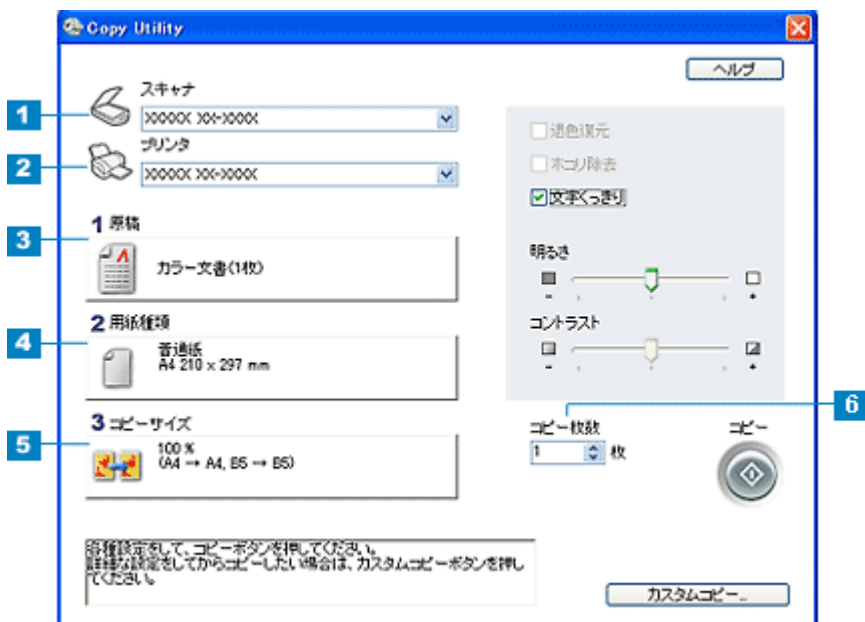 Copy Utility
ヘルプ
スキャナ
1
XXXXX XX-XXXX
プリンタ
2
XXXXX XX-XXXX
退色復元
ホコリ除去
文字くっきり
1 原稿
3
カラー文書(1枚)
明るさ
- +
2 用紙種類
4
普通紙
A4 210 x 297 mm
コントラスト
- +
3 コピーサイズ
5
100 %
(A4 → A4, B5 → B5)
6
コピー枚数
1 枚
コピー
各種設定をして、コピーボタンを押してください。
詳細な設定をしてからコピーしたい場合は、カスタムコピーボタンを押し
てください。
カスタムコピー...